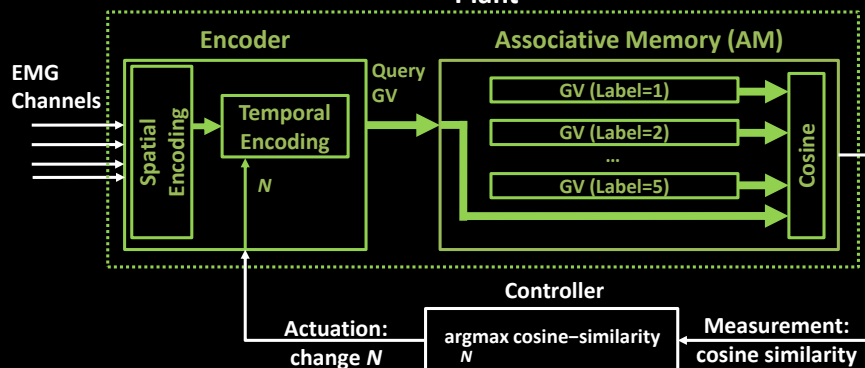 Plant
Encoder
Associative Memory (AM)
EMG
Channels
Spatial
Encoding
Temporal
Encoding
N
Query
GV
GV (Label=1)
GV (Label=2)
...
GV (Label=5)
Cosine
Controller
Actuation:
change N
argmax cosine−similarity
N
Measurement:
cosine similarity